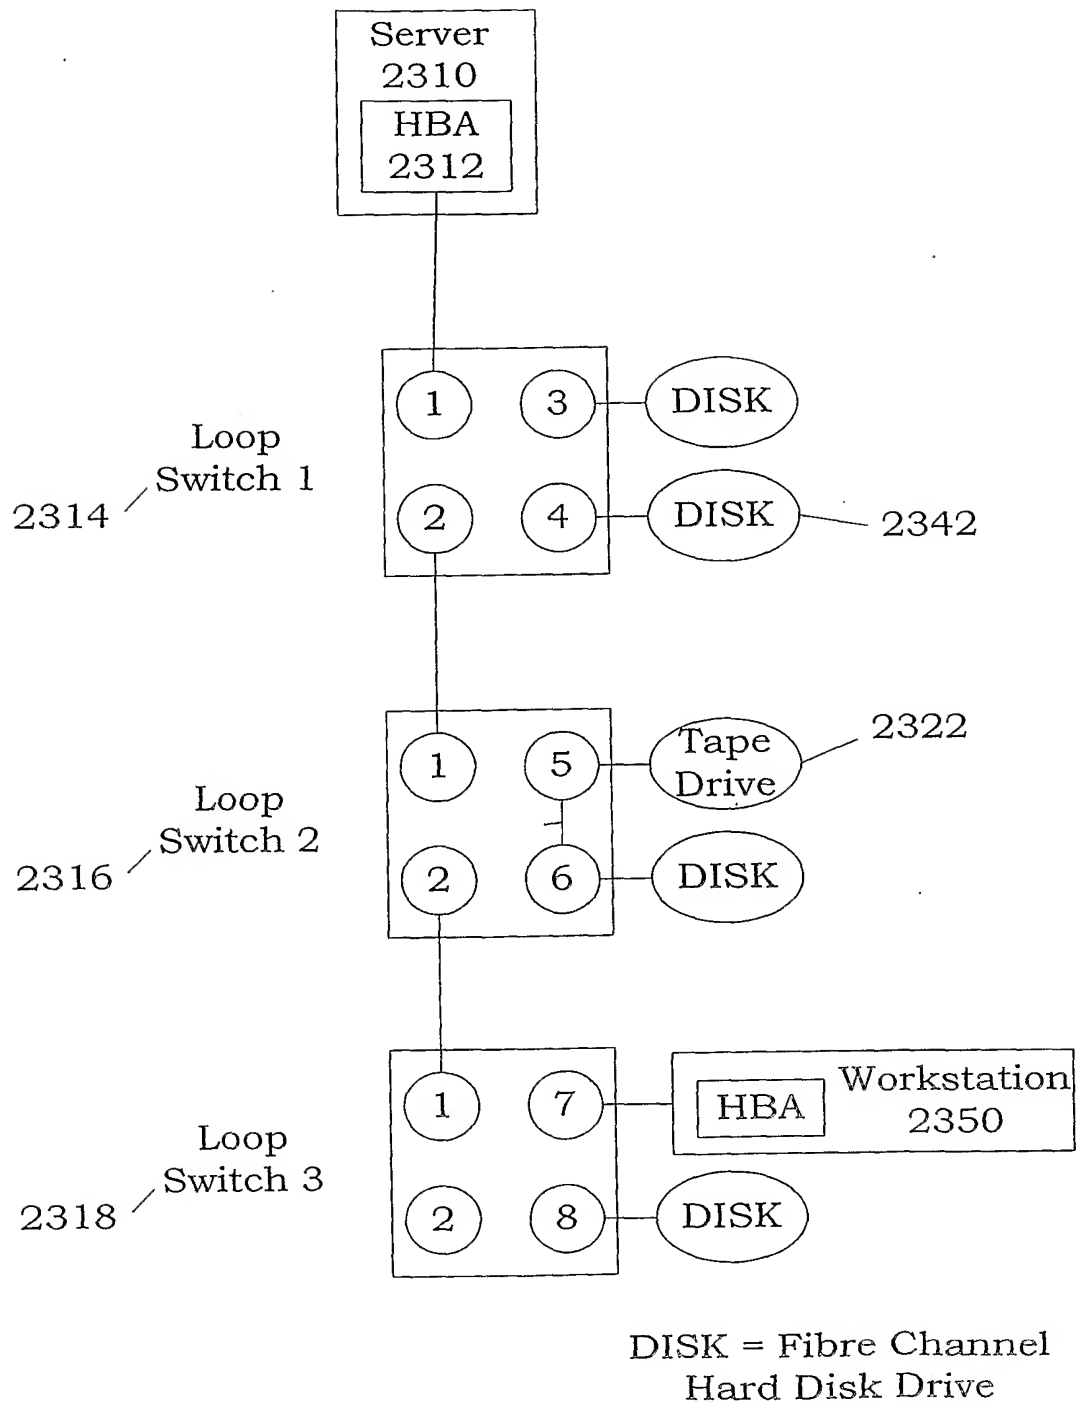 Server
2310
HBA
2312
1
3
DISK
Loop
Switch 1
2314
2
4
DISK
2342
1
5
Tape
Drive
2322
Loop
Switch 2
2316
2
6
DISK
1
7
HBA
Workstation
2350
Loop
Switch 3
2318
2
8
DISK
DISK = Fibre Channel
Hard Disk Drive